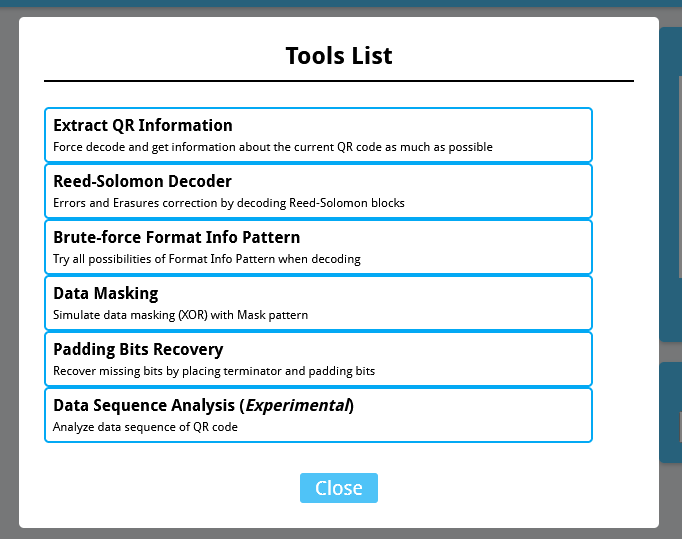 Tools List
Extract QR Information
Force decode and get information about the current QR code as much as possible
Reed-Solomon Decoder
Errors and Erasures correction by decoding Reed-Solomon blocks
Brute-force Format Info Pattern
Try all possibilities of Format Info Pattern when decoding
Data Masking
Simulate data masking (XOR) with Mask pattern
Padding Bits Recovery
Recover missing bits by placing terminator and padding bits
Data Sequence Analysis (Experimental)
Analyze data sequence of QR code
Close